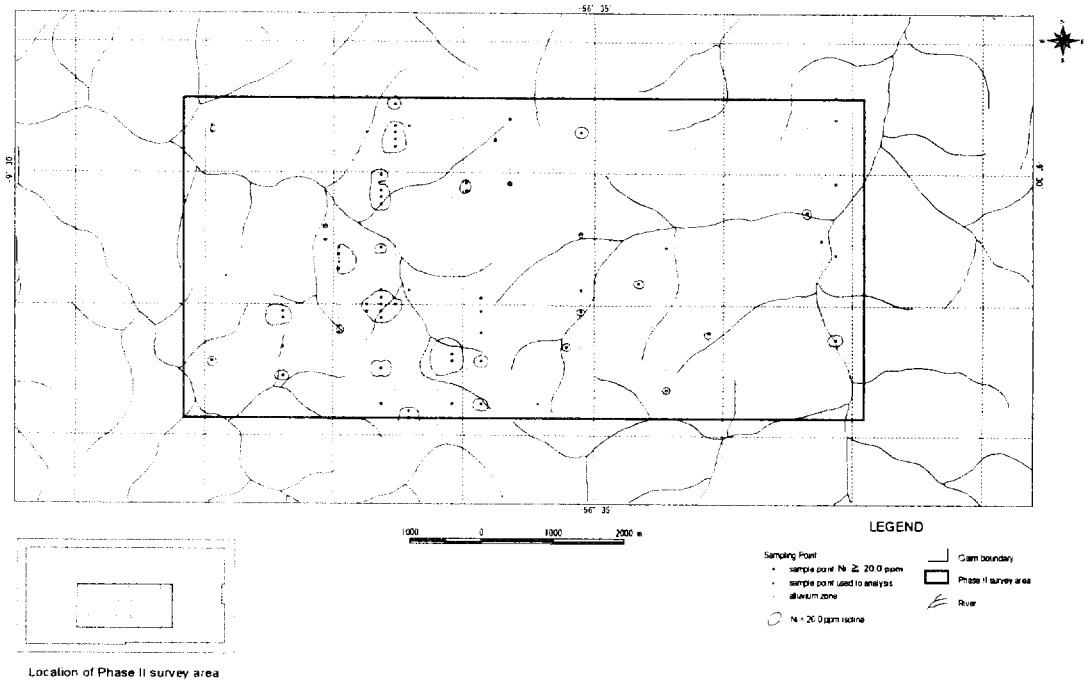 -56° 35'
N
W E
S
-9° 30'
-9° 30'
-56° 35'
1000 0 1000 2000 m
LEGEND
Sampling Point
sample point Ni ≥ 20.0 ppm
sample point used to analysis
alluvium zone
Ni = 20.0 ppm isoline
Claim boundary
Phase II survey area
River
Location of Phase II survey area